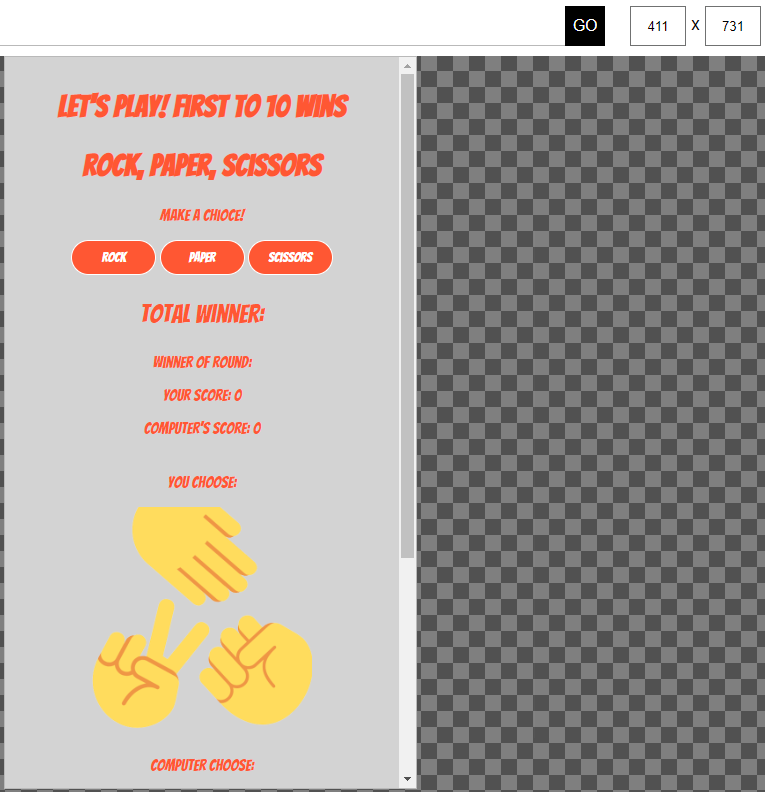 GO 411 X 731
LET'S PLAY! FIRST TO 10 WINS
ROCK, PAPER, SCISSORS
MAKE A CHIOCE!
ROCK PAPER SCISSORS
TOTAL WINNER:
WINNER OF ROUND:
YOUR SCORE: 0
COMPUTER'S SCORE: 0
YOU CHOOSE:
COMPUTER CHOOSE: